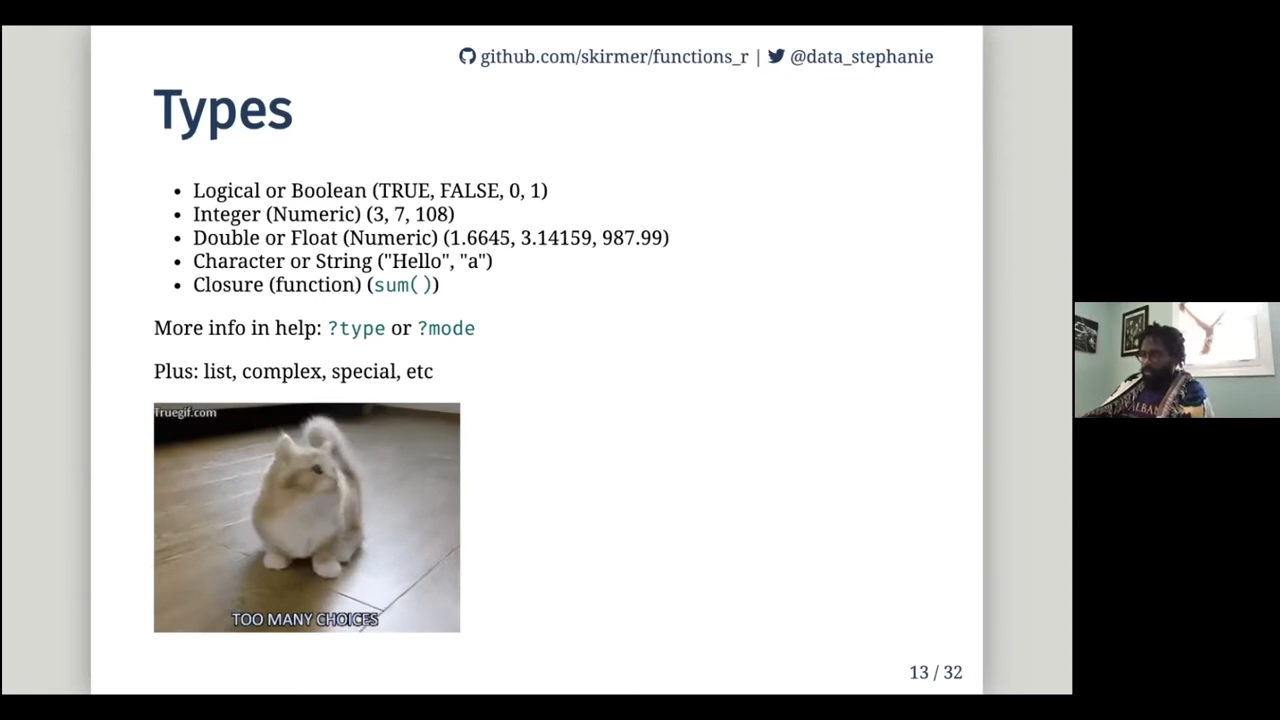 github.com/skirmer/functions_r | @data_stephanie
Types
• Logical or Boolean (TRUE, FALSE, 0, 1)
• Integer (Numeric) (3, 7, 108)
• Double or Float (Numeric) (1.6645, 3.14159, 987.99)
• Character or String ("Hello", "a")
• Closure (function) (sum())
More info in help: ?type or ?mode
Plus: list, complex, special, etc
Truegif.com
TOO MANY CHOICES
13 / 32
ALBAN